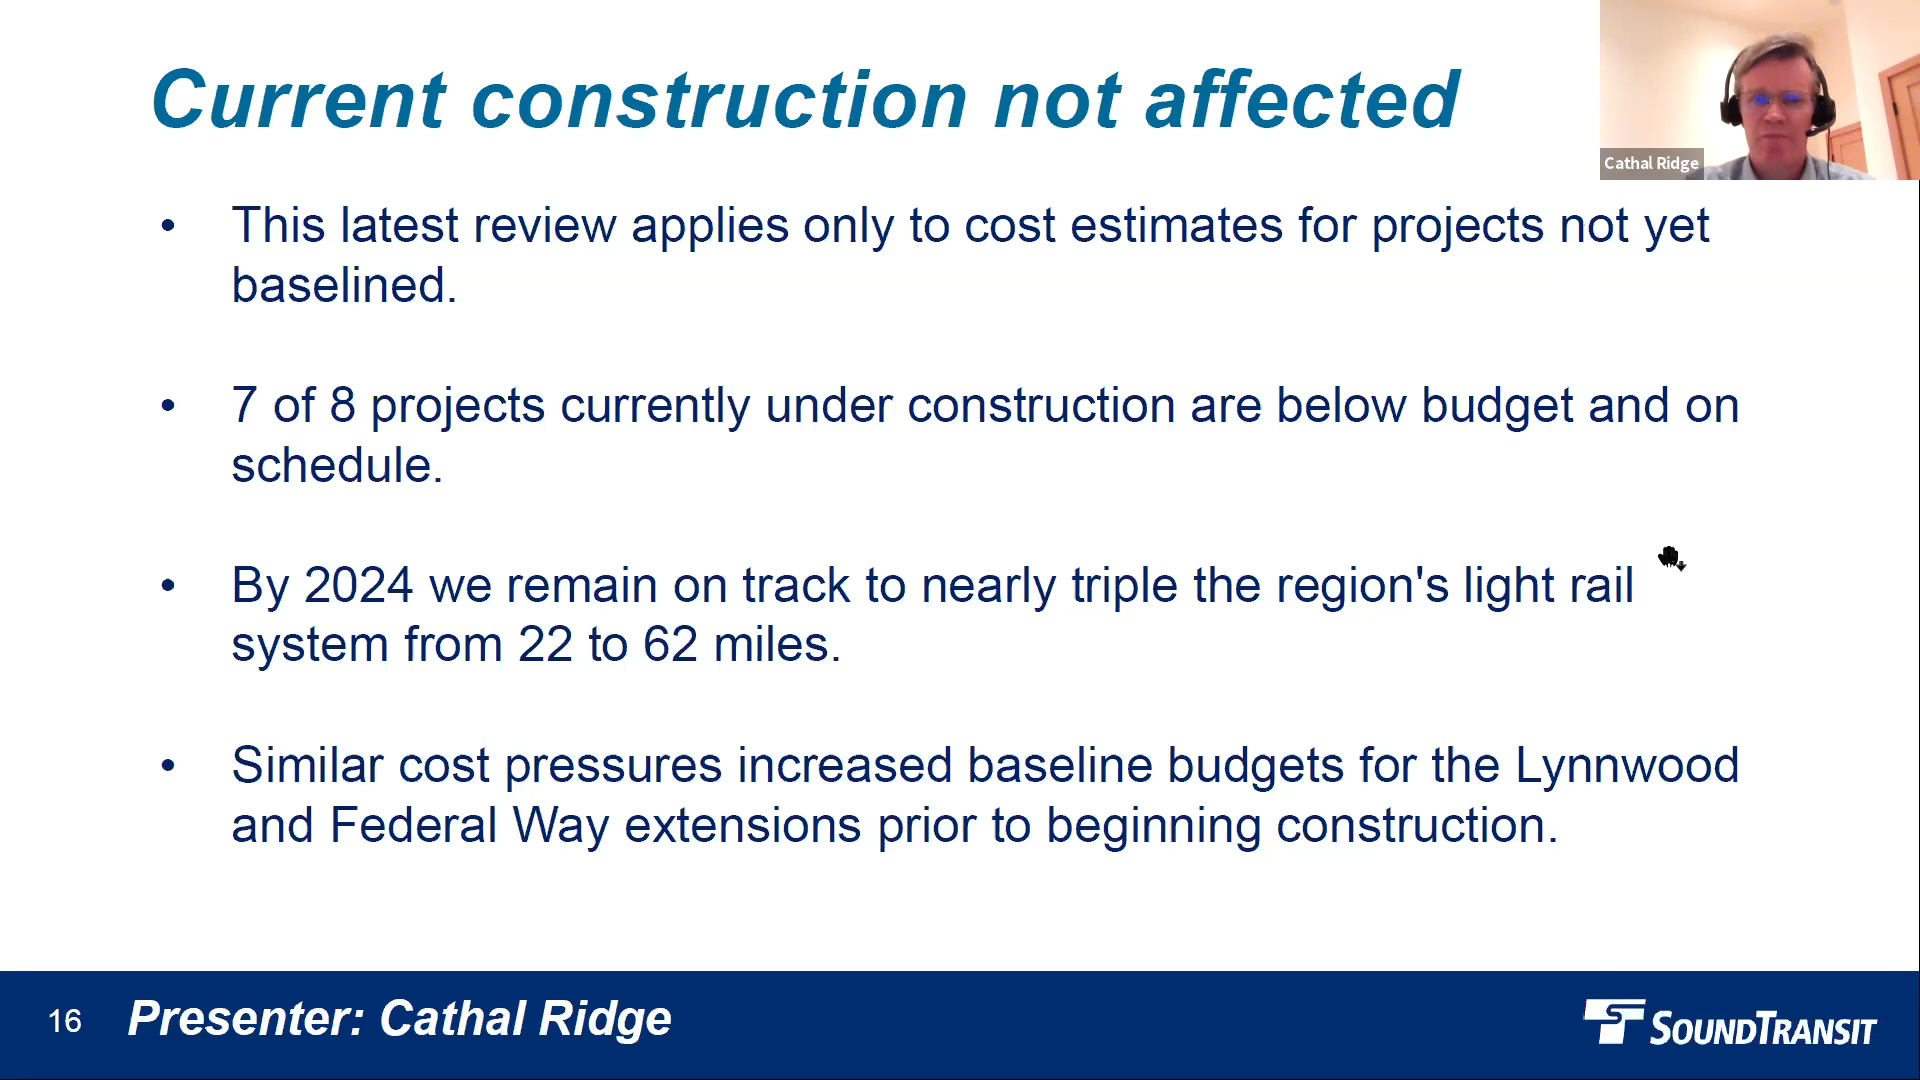 Current construction not affected
Cathal Ridge
• This latest review applies only to cost estimates for projects not yet
baselined.
• 7 of 8 projects currently under construction are below budget and on
schedule.
• By 2024 we remain on track to nearly triple the region's light rail
system from 22 to 62 miles.
• Similar cost pressures increased baseline budgets for the Lynnwood
and Federal Way extensions prior to beginning construction.
16 Presenter: Cathal Ridge
SOUNDTRANSIT